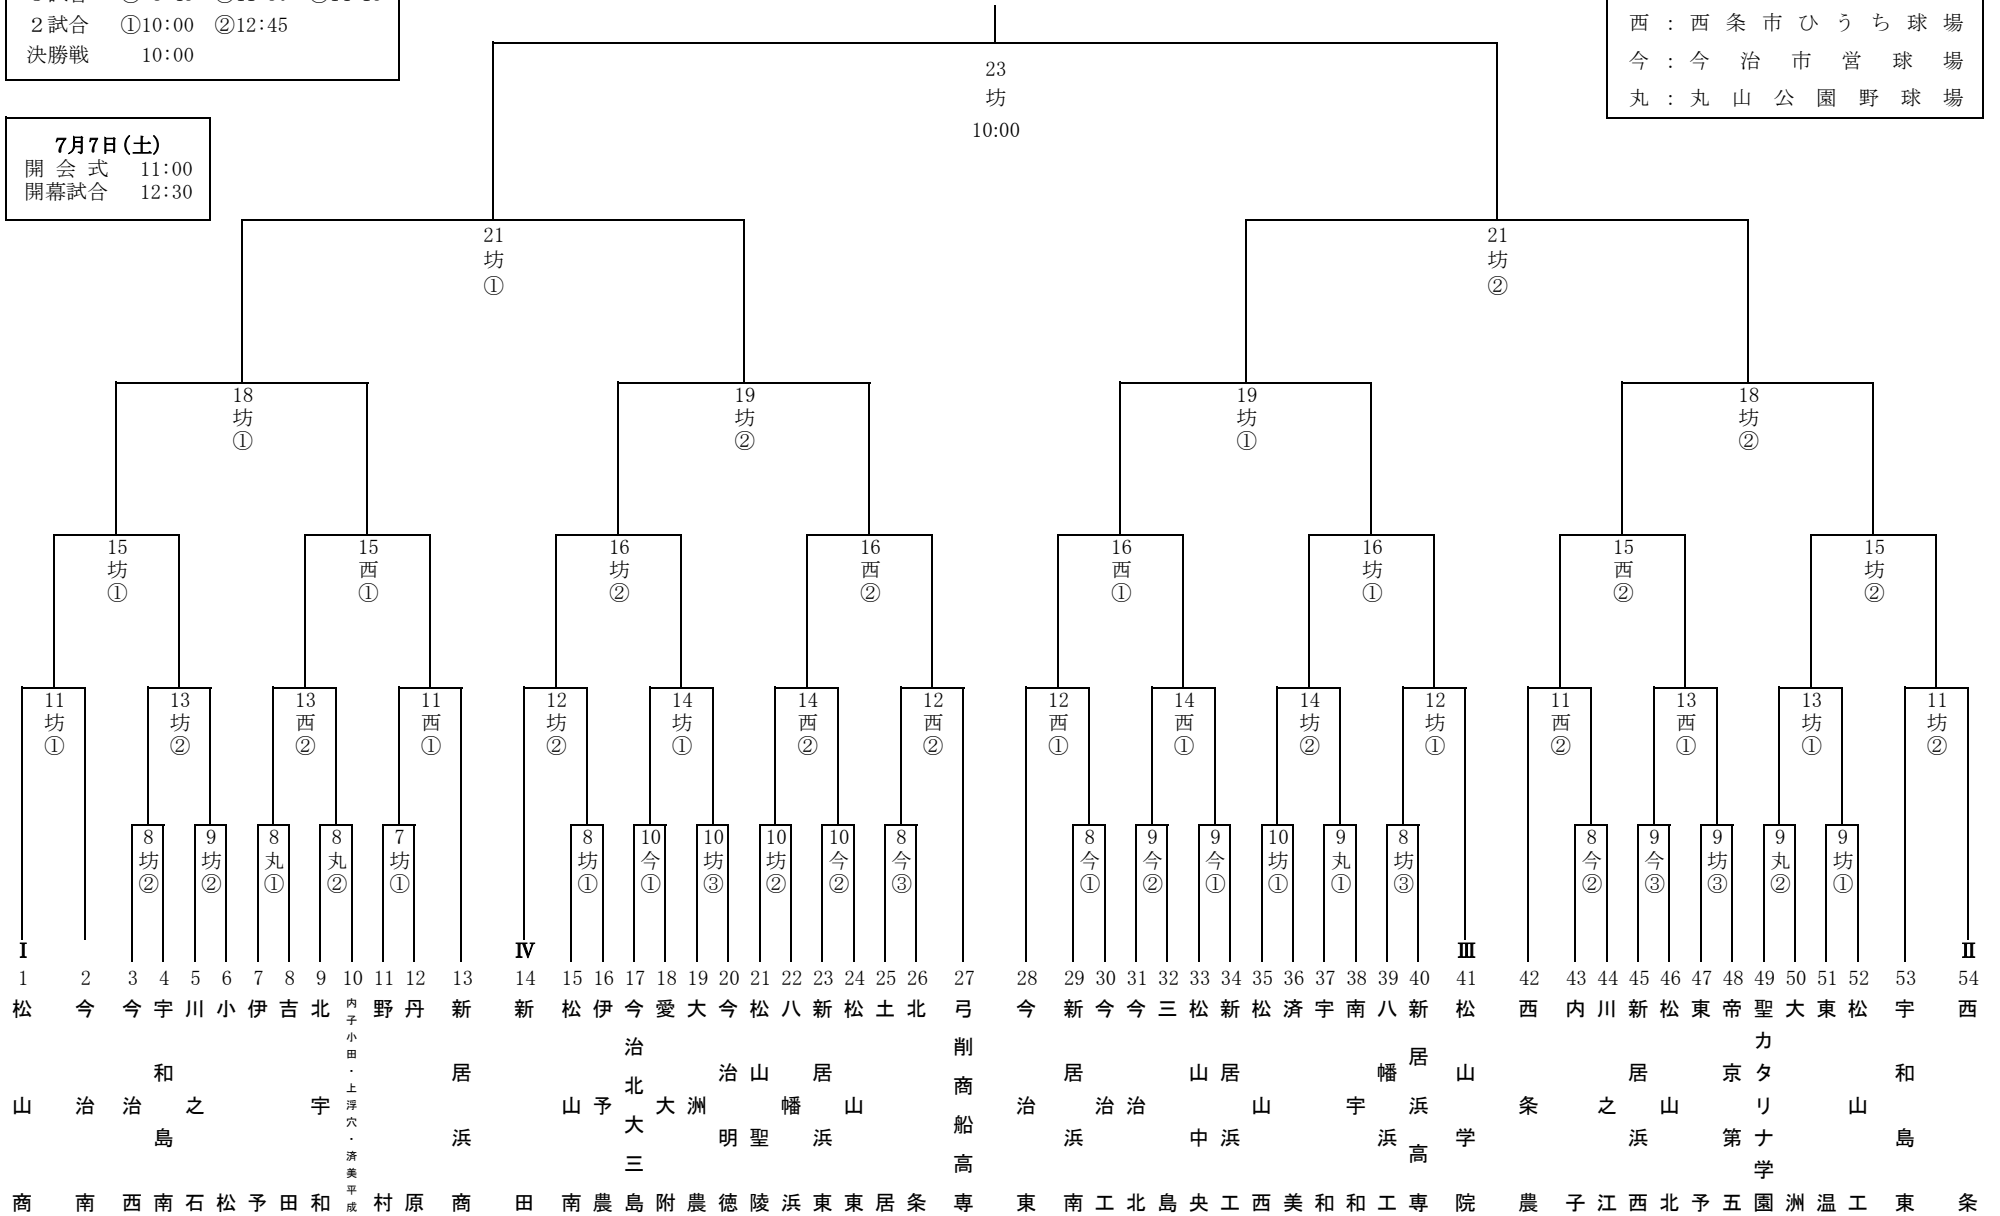 ２試合　①10:00　②12:45
決勝戦　10:00
西：西条市ひうち球場
今：今治市営球場
丸：丸山公園野球場
7月7日(土)
開会式　11:00
開幕試合　12:30
23
坊
10:00
21
坊
①
21
坊
②
18
坊
①
19
坊
②
19
坊
①
18
坊
②
15
坊
①
15
西
①
16
坊
②
16
西
②
16
西
①
16
坊
①
15
西
②
15
坊
②
11
坊
①
13
坊
②
13
西
②
11
西
①
12
坊
②
14
坊
①
14
西
②
12
西
②
12
西
①
14
西
①
14
坊
②
12
坊
①
11
西
②
13
西
①
13
坊
①
11
坊
②
8
坊
②
9
坊
②
8
丸
①
8
丸
②
7
坊
①
8
坊
①
10
今
①
10
坊
③
10
坊
②
10
今
②
8
今
③
8
今
①
9
今
②
9
今
①
10
坊
①
9
丸
①
8
坊
③
8
今
②
9
今
③
9
坊
③
9
丸
②
9
坊
①
Ⅰ
Ⅳ
Ⅲ
Ⅱ
1 松山商
2 今治南
3 今治西
4 宇和島南
5 川之石
6 小松
7 伊予
8 吉田
9 北宇和
10 内子小田・上浮穴・済美平成
11 野村
12 丹原
13 新居浜商
14 新田
15 松山南
16 伊予農
17 今治北大三島
18 愛大附
19 大洲農
20 今治明徳
21 松山聖陵
22 八幡浜
23 新居浜東
24 松山東
25 土居
26 北条
27 弓削商船高専
28 今治東
29 新居浜南
30 今治工
31 今治北
32 三島
33 松山中央
34 新居浜工
35 松山西
36 済美
37 宇和
38 南宇和
39 八幡浜工
40 新居浜高専
41 松山学院
42 西条農
43 内子
44 川之江
45 新居浜西
46 松山北
47 東予
48 帝京第五
49 聖カタリナ学園
50 大洲
51 東温
52 松山工
53 宇和島東
54 西条